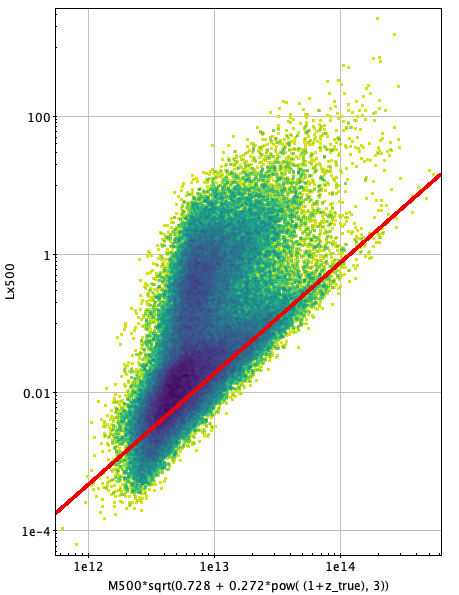 100
1
Lx500
0.01
1e-4
1e12 1e13 1e14
M500*sqrt(0.728 + 0.272*pow( (1+z_true), 3))